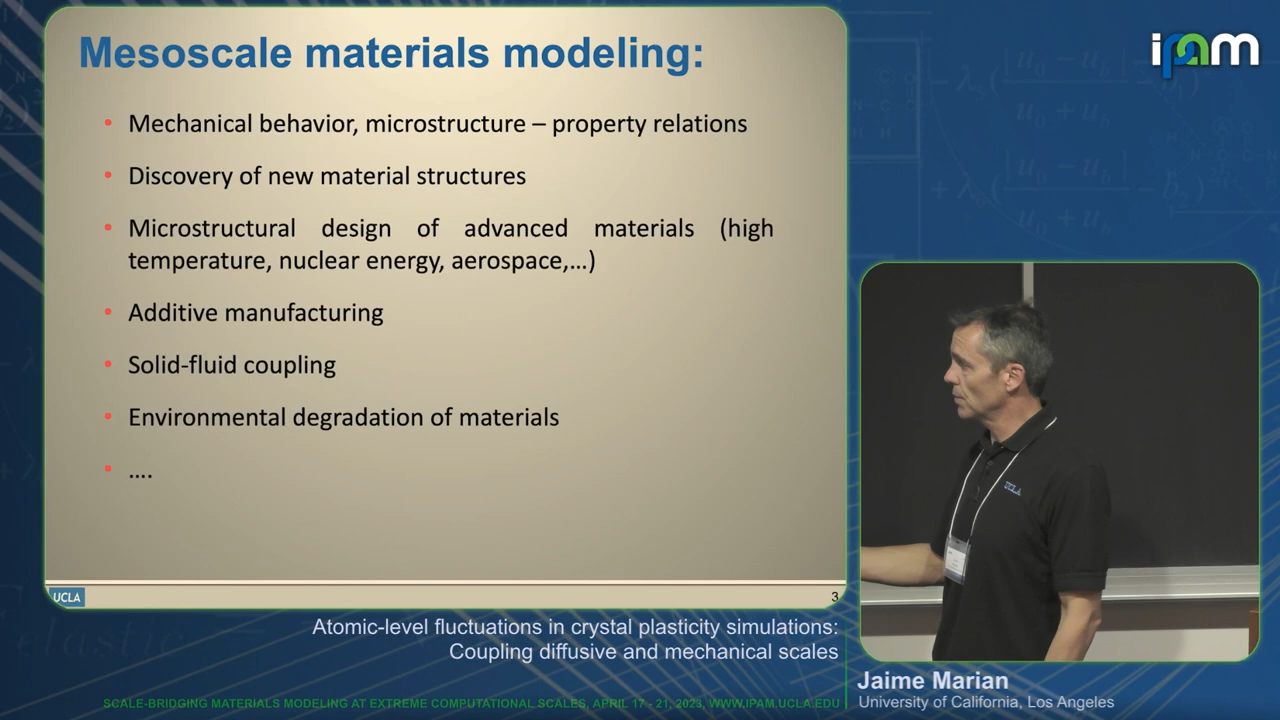 Mesoscale materials modeling:
• Mechanical behavior, microstructure – property relations
• Discovery of new material structures
• Microstructural design of advanced materials (high
temperature, nuclear energy, aerospace,...)
• Additive manufacturing
• Solid-fluid coupling
• Environmental degradation of materials
• ....
UCLA
3
ipam
UCLA
Atomic-level fluctuations in crystal plasticity simulations:
Coupling diffusive and mechanical scales
Jaime Marian
University of California, Los Angeles
SCALE-BRIDGING MATERIALS MODELING AT EXTREME COMPUTATIONAL SCALES, APRIL 17 - 21, 2023, WWW.IPAM.UCLA.EDU
elastic